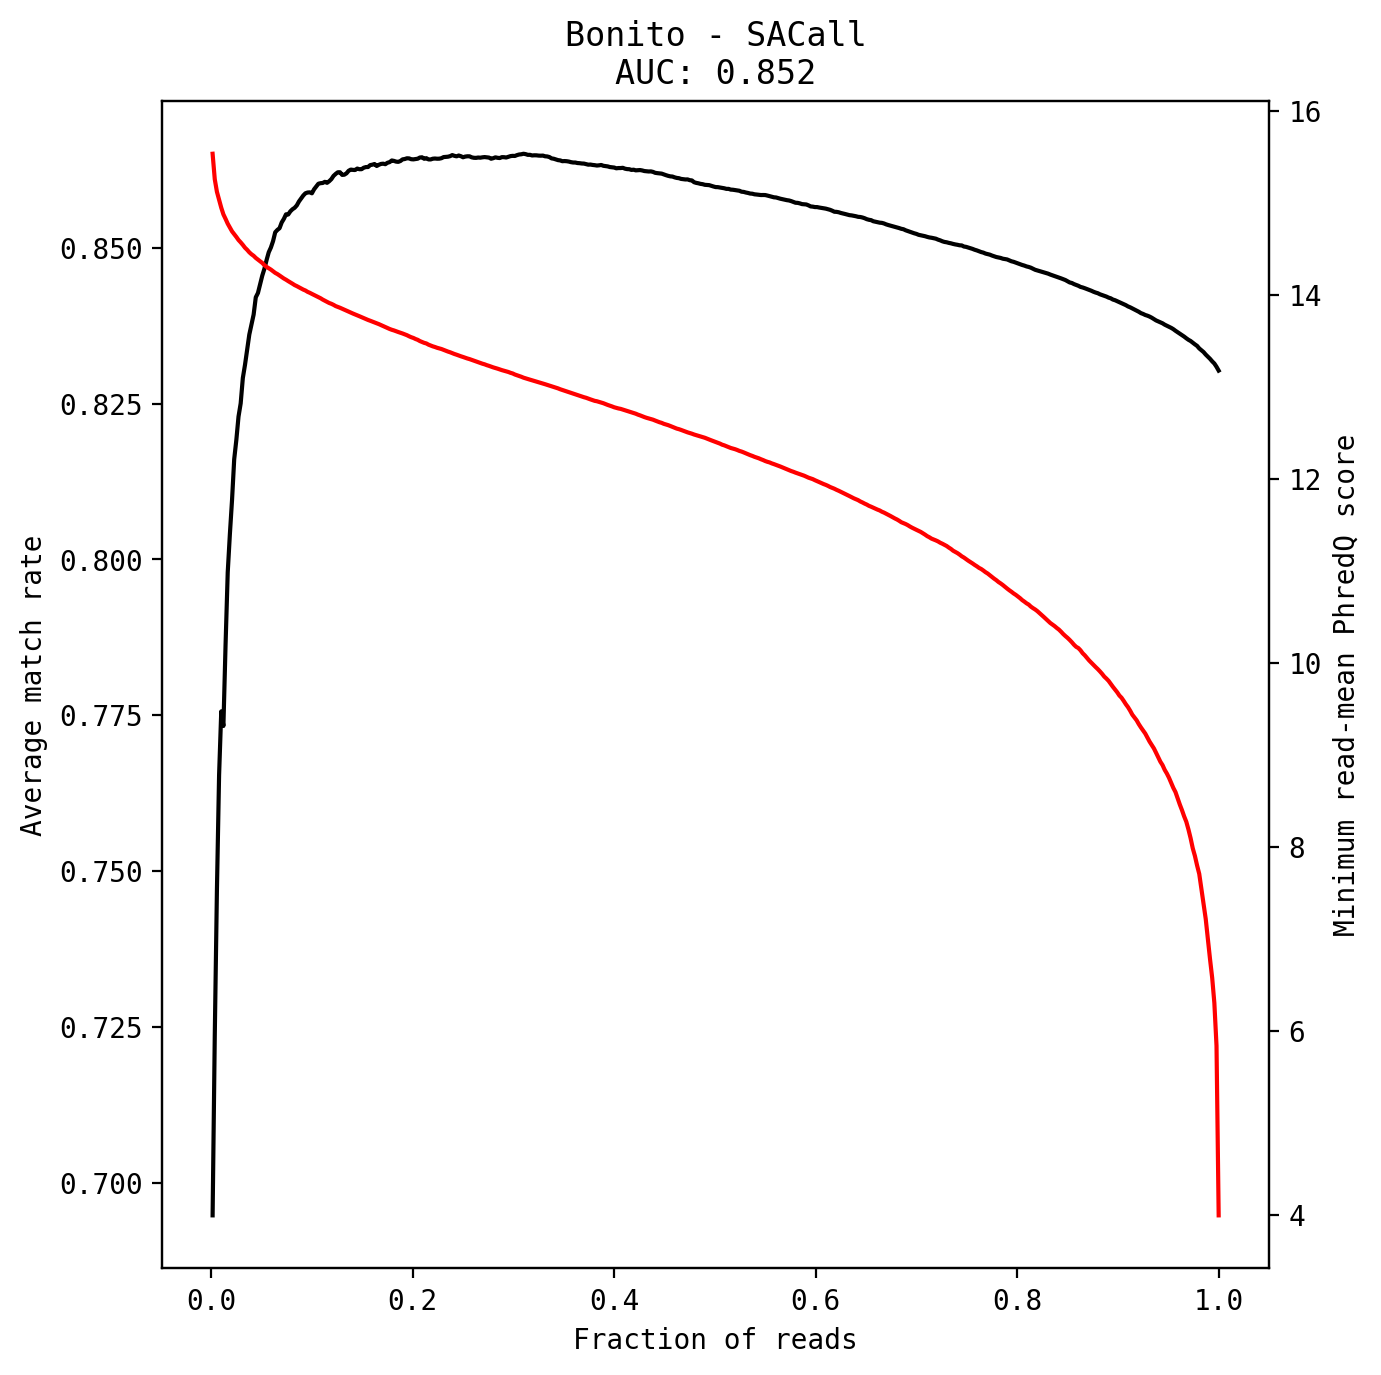 Bonito - SACall
AUC: 0.852
Average match rate
0.850
0.825
0.800
0.775
0.750
0.725
0.700
16
14
12
10
8
6
4
Minimum read-mean PhredQ score
0.0 0.2 0.4 0.6 0.8 1.0
Fraction of reads